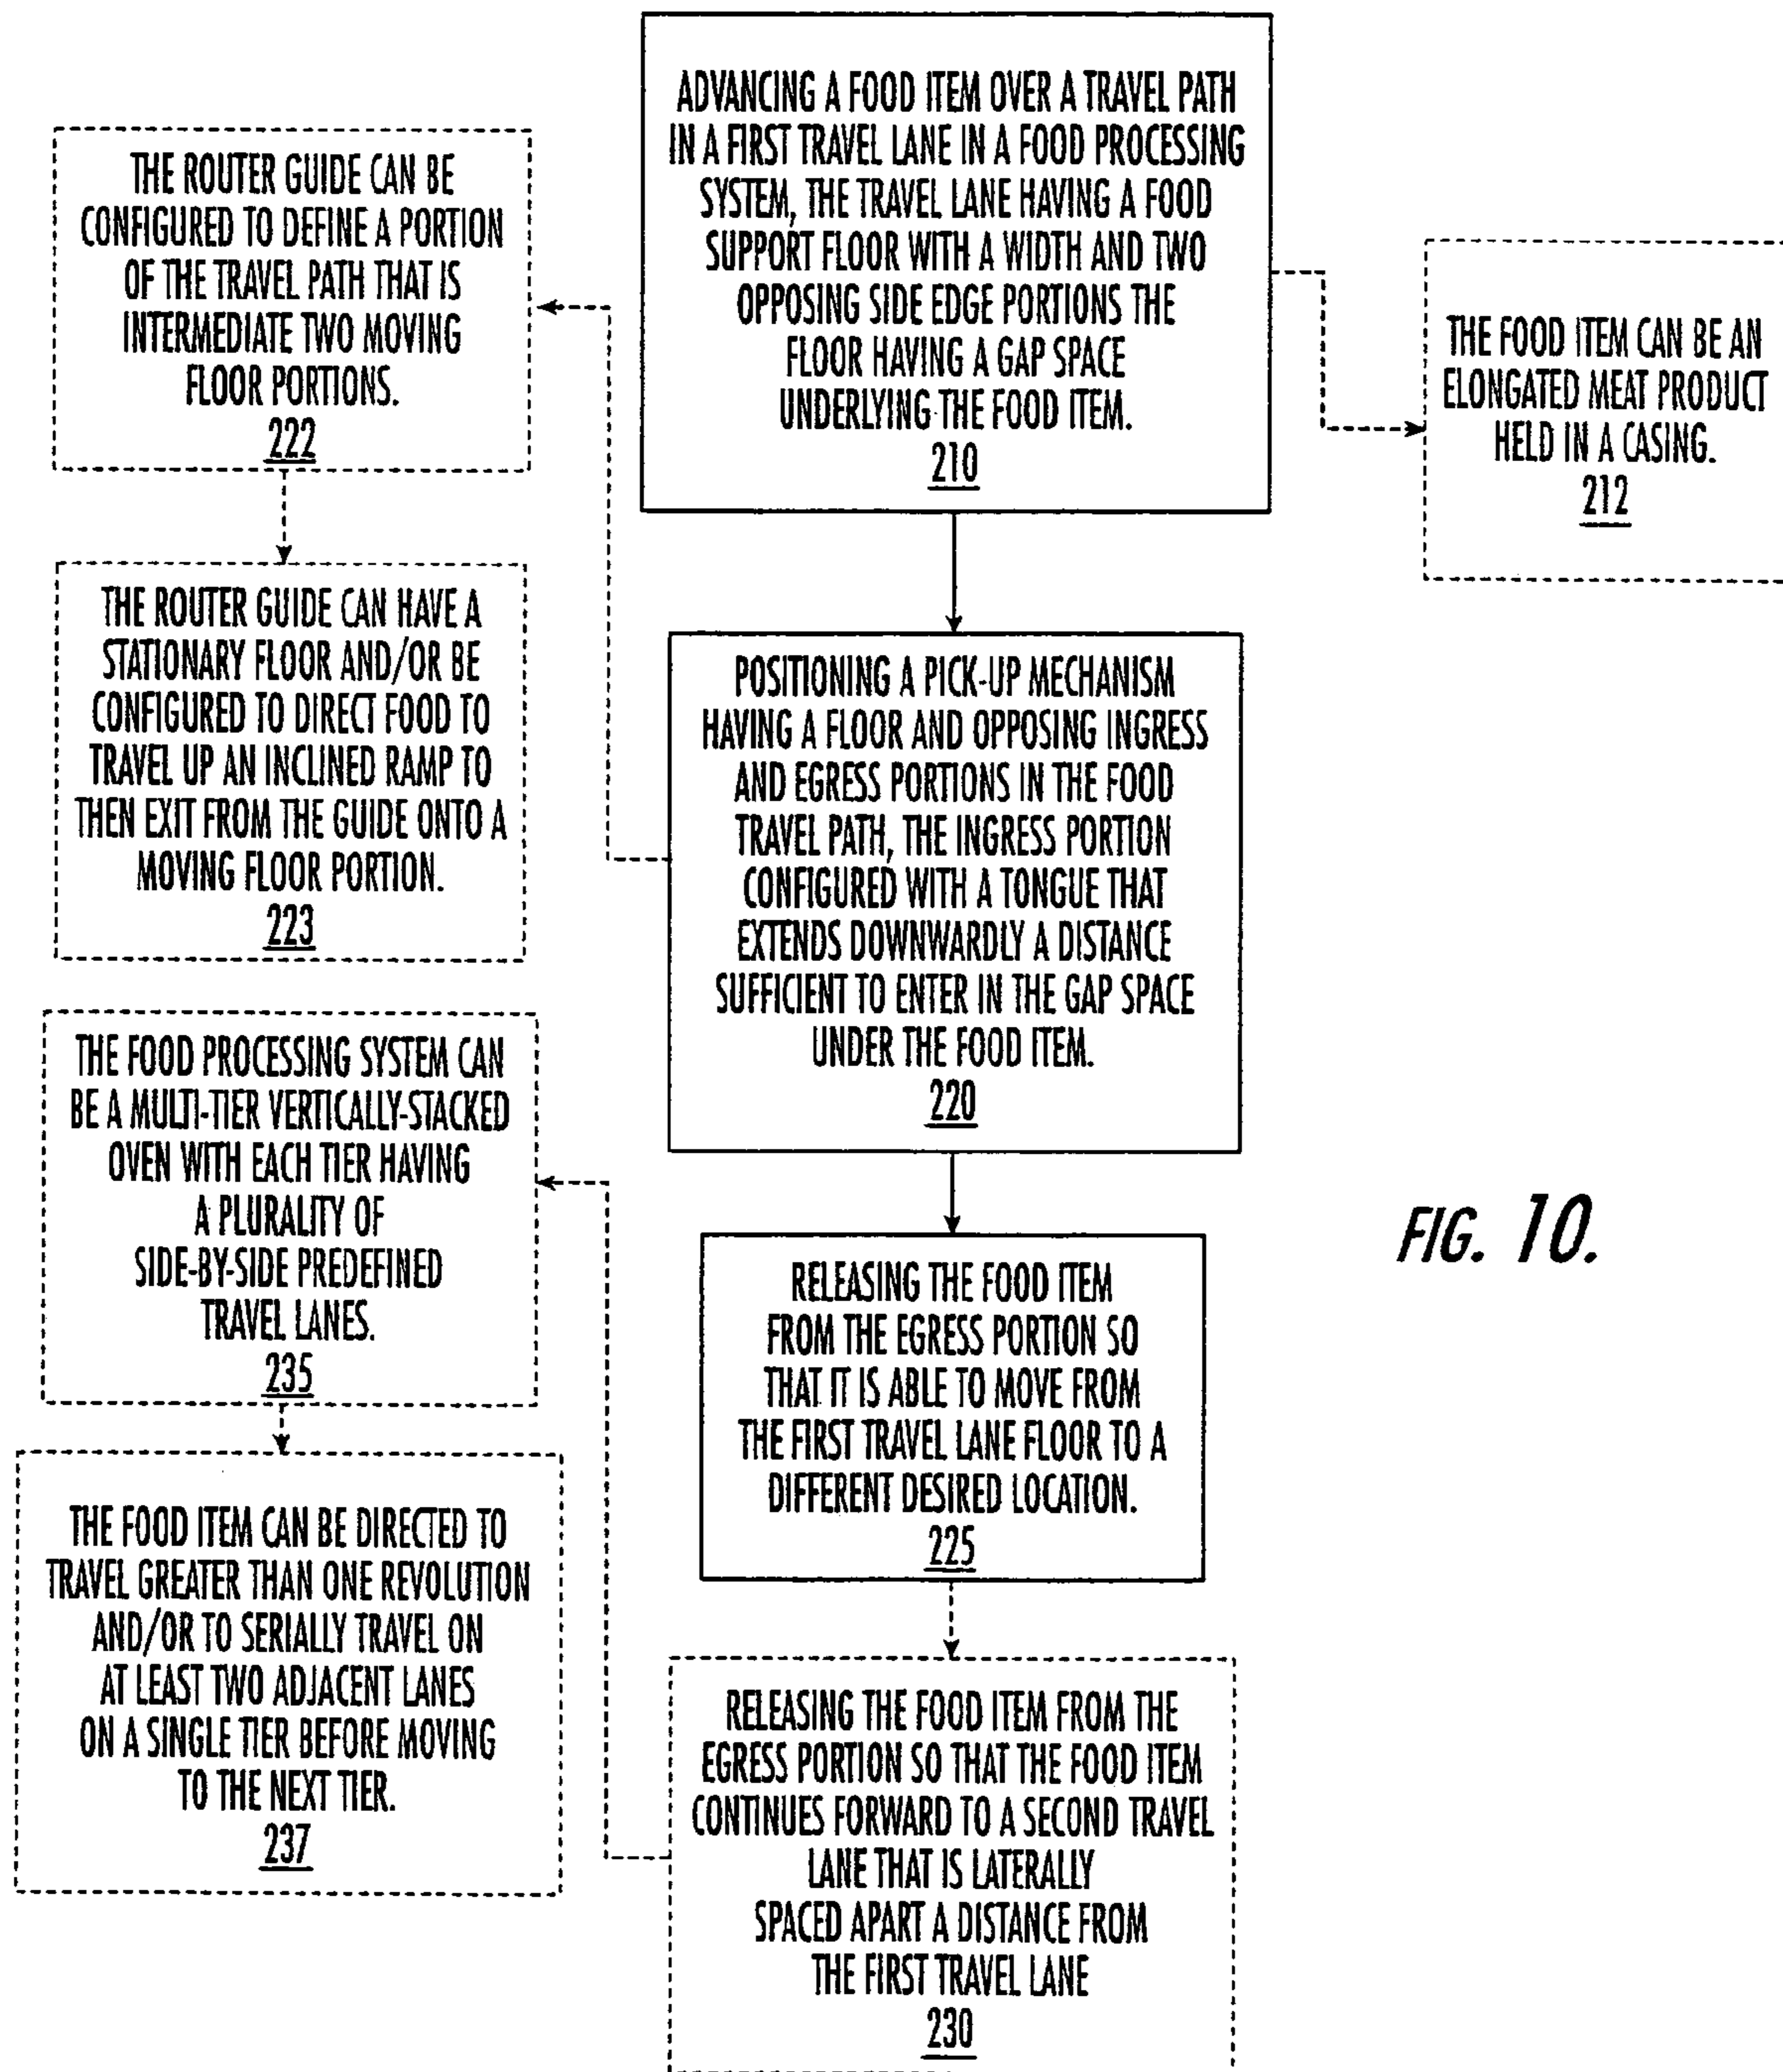 ADVANCING A FOOD ITEM OVER A TRAVEL PATH
IN A FIRST TRAVEL LANE IN A FOOD PROCESSING
SYSTEM, THE TRAVEL LANE HAVING A FOOD
SUPPORT FLOOR WITH A WIDTH AND TWO
OPPOSING SIDE EDGE PORTIONS THE
FLOOR HAVING A GAP SPACE
UNDERLYING THE FOOD ITEM.
210
THE FOOD ITEM CAN BE AN
ELONGATED MEAT PRODUCT
HELD IN A CASING.
212
POSITIONING A PICK-UP MECHANISM
HAVING A FLOOR AND OPPOSING INGRESS
AND EGRESS PORTIONS IN THE FOOD
TRAVEL PATH, THE INGRESS PORTION
CONFIGURED WITH A TONGUE THAT
EXTENDS DOWNWARDLY A DISTANCE
SUFFICIENT TO ENTER IN THE GAP SPACE
UNDER THE FOOD ITEM.
220
THE ROUTER GUIDE CAN BE
CONFIGURED TO DEFINE A PORTION
OF THE TRAVEL PATH THAT IS
INTERMEDIATE TWO MOVING
FLOOR PORTIONS.
222
THE ROUTER GUIDE CAN HAVE A
STATIONARY FLOOR AND/OR BE
CONFIGURED TO DIRECT FOOD TO
TRAVEL UP AN INCLINED RAMP TO
THEN EXIT FROM THE GUIDE ONTO A
MOVING FLOOR PORTION.
223
RELEASING THE FOOD ITEM
FROM THE EGRESS PORTION SO
THAT IT IS ABLE TO MOVE FROM
THE FIRST TRAVEL LANE FLOOR TO A
DIFFERENT DESIRED LOCATION.
225
RELEASING THE FOOD ITEM FROM THE
EGRESS PORTION SO THAT THE FOOD ITEM
CONTINUES FORWARD TO A SECOND TRAVEL
LANE THAT IS LATERALLY
SPACED APART A DISTANCE FROM
THE FIRST TRAVEL LANE
230
THE FOOD PROCESSING SYSTEM CAN
BE A MULTI-TIER VERTICALLY-STACKED
OVEN WITH EACH TIER HAVING
A PLURALITY OF
SIDE-BY-SIDE PREDEFINED
TRAVEL LANES.
235
THE FOOD ITEM CAN BE DIRECTED TO
TRAVEL GREATER THAN ONE REVOLUTION
AND/OR TO SERIALLY TRAVEL ON
AT LEAST TWO ADJACENT LANES
ON A SINGLE TIER BEFORE MOVING
TO THE NEXT TIER.
237
FIG. 10.